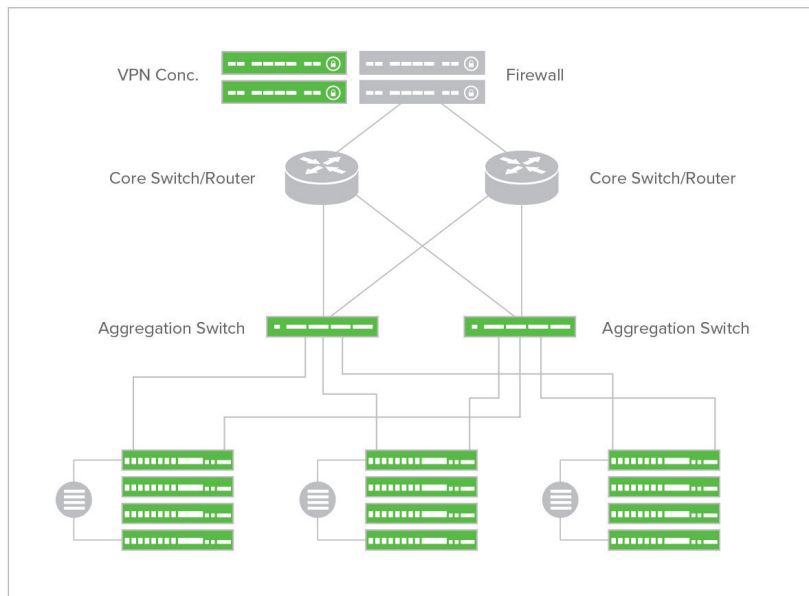 VPN Conc.
Firewall
Core Switch/Router
Core Switch/Router
Aggregation Switch
Aggregation Switch